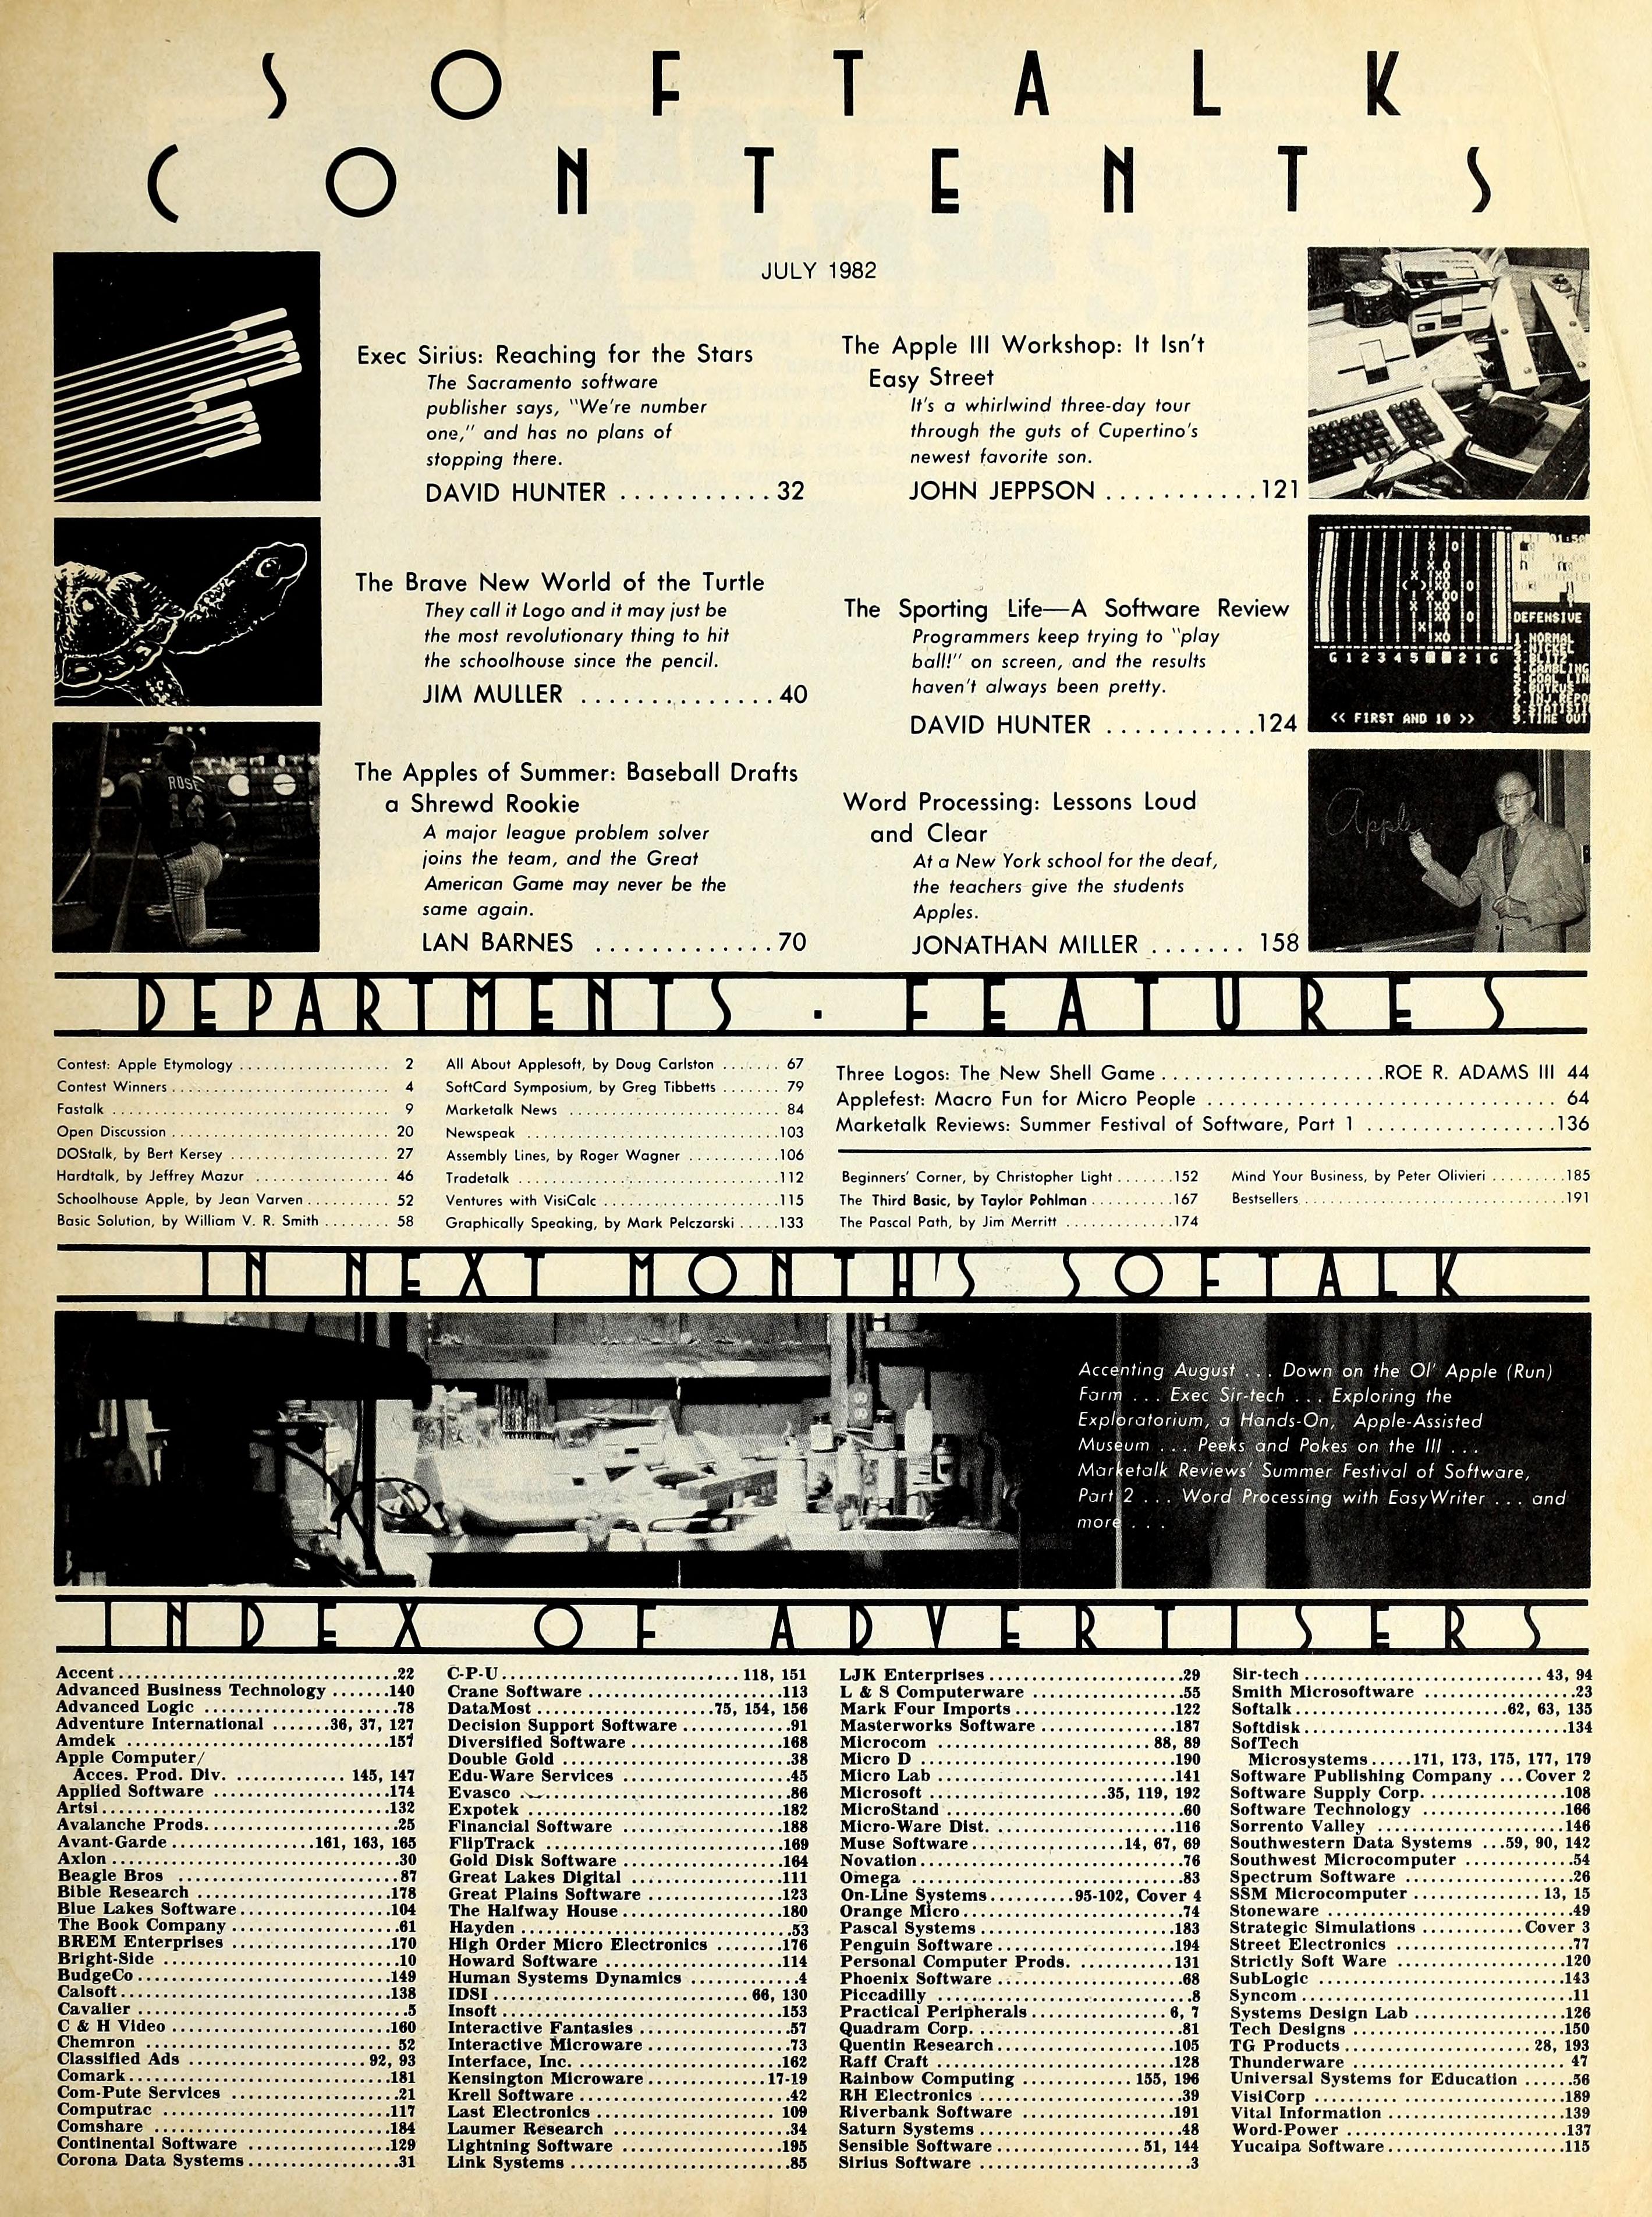 SOFTALK
CONTENTS
JULY 1982
Exec Sirius: Reaching for the Stars
The Sacramento software
publisher says, "We're number
one," and has no plans of
stopping there.
DAVID HUNTER ........... 32
The Brave New World of the Turtle
They call it Logo and it may just be
the most revolutionary thing to hit
the schoolhouse since the pencil.
JIM MULLER .............. 40
ROSE
14
The Apples of Summer: Baseball Drafts
a Shrewd Rookie
A major league problem solver
joins the team, and the Great
American Game may never be the
same again.
LAN BARNES ............. 70
The Apple III Workshop: It Isn't
Easy Street
It's a whirlwind three-day tour
through the guts of Cupertino's
newest favorite son.
JOHN JEPPSON ........... 121
The Sporting Life—A Software Review
Programmers keep trying to "play
ball!" on screen, and the results
haven't always been pretty.
DAVID HUNTER ........... 124
DEFENSIVE
1.NORMAL
2.NICKEL
3.BLITZ
4.GAMBLING
5.GOAL LIN
6.BUTKUS
7.INJ.REPO
8.STATISTI
9.TIME OUT
<< FIRST AND 10 >>
Word Processing: Lessons Loud
and Clear
At a New York school for the deaf,
the teachers give the students
Apples.
JONATHAN MILLER ....... 158
Apple
DEPARTMENTS · FEATURES
Contest: Apple Etymology .................. 2
Contest Winners .......................... 4
Fastalk ................................. 9
Open Discussion .......................... 20
DOStalk, by Bert Kersey ................... 27
Hardtalk, by Jeffrey Mazur ................. 46
Schoolhouse Apple, by Jean Varven .......... 52
Basic Solution, by William V. R. Smith ........ 58
All About Applesoft, by Doug Carlston ....... 67
SoftCard Symposium, by Greg Tibbetts ....... 79
Marketalk News ......................... 84
Newspeak .............................. 103
Assembly Lines, by Roger Wagner ........... 106
Tradetalk ............................... 112
Ventures with VisiCalc ..................... 115
Graphically Speaking, by Mark Pelczarski ..... 133
Three Logos: The New Shell Game ..................... ROE R. ADAMS III 44
Applefest: Macro Fun for Micro People ................................ 64
Marketalk Reviews: Summer Festival of Software, Part 1 .................. 136
Beginners' Corner, by Christopher Light ....... 152
The Third Basic, by Taylor Pohlman .......... 167
The Pascal Path, by Jim Merritt ............. 174
Mind Your Business, by Peter Olivieri ......... 185
Bestsellers .................................. 191
IN NEXT MONTH'S SOFTALK
Accenting August . . . Down on the Ol' Apple (Run)
Farm . . . Exec Sir-tech . . . Exploring the
Exploratorium, a Hands-On, Apple-Assisted
Museum . . . Peeks and Pokes on the III . . .
Marketalk Reviews' Summer Festival of Software,
Part 2 . . . Word Processing with EasyWriter . . . and
more . . .
INDEX OF ADVERTISERS
Accent ................................ 22
Advanced Business Technology ....... 140
Advanced Logic ...................... 78
Adventure International ....... 36, 37, 127
Amdek ................................ 157
Apple Computer/
Acces. Prod. Div. ............ 145, 147
Applied Software .................... 174
Artsi ................................. 132
Avalanche Prods. ..................... 25
Avant-Garde ................ 161, 163, 165
Axlon ................................ 30
Beagle Bros .......................... 87
Bible Research ...................... 178
Blue Lakes Software ................. 104
The Book Company .................. 61
BREM Enterprises .................. 170
Bright-Side .......................... 10
BudgeCo ............................ 149
Calsoft .............................. 138
Cavalier ............................. 5
C & H Video ........................ 160
Chemron ............................ 52
Classified Ads .................... 92, 93
Comark ............................. 181
Com-Pute Services .................. 21
Computrac .......................... 117
Comshare ........................... 184
Continental Software ................ 129
Corona Data Systems ................ 31
C-P-U .......................... 118, 151
Crane Software ...................... 113
DataMost .................... 75, 154, 156
Decision Support Software ............ 91
Diversified Software .................. 168
Double Gold ......................... 38
Edu-Ware Services ................... 45
Evasco .............................. 86
Expotek ............................. 182
Financial Software ................... 188
FlipTrack ........................... 169
Gold Disk Software .................. 164
Great Lakes Digital .................. 111
Great Plains Software ................ 123
The Halfway House .................. 180
Hayden .............................. 53
High Order Micro Electronics ........ 176
Howard Software .................... 114
Human Systems Dynamics ............ 4
IDSI ............................. 66, 130
Insoft ............................... 153
Interactive Fantasies ................. 57
Interactive Microware ................ 73
Interface, Inc. ....................... 162
Kensington Microware .............. 17-19
Krell Software ....................... 42
Last Electronics ..................... 109
Laumer Research .................... 34
Lightning Software .................. 195
Link Systems ........................ 85
LJK Enterprises ..................... 29
L & S Computerware ................. 55
Mark Four Imports .................. 122
Masterworks Software ................ 187
Microcom ......................... 88, 89
Micro D ............................. 190
Micro Lab ........................... 141
Microsoft .................... 35, 119, 192
MicroStand .......................... 60
Micro-Ware Dist. .................... 116
Muse Software ................ 14, 67, 69
Novation ............................ 76
Omega .............................. 83
On-Line Systems .......... 95-102, Cover 4
Orange Micro ........................ 74
Pascal Systems ...................... 183
Penguin Software .................... 194
Personal Computer Prods. ............ 131
Phoenix Software .................... 68
Piccadilly ........................... 8
Practical Peripherals ............... 6, 7
Quadram Corp. ...................... 81
Quentin Research .................... 105
Raff Craft ........................... 128
Rainbow Computing ............ 155, 196
RH Electronics ...................... 39
Riverbank Software .................. 191
Saturn Systems ...................... 48
Sensible Software ................ 51, 144
Sirius Software ...................... 3
Sir-tech ........................... 43, 94
Smith Microsoftware ................. 23
Softalk ....................... 62, 63, 135
Softdisk ............................. 134
SofTech
Microsystems ..... 171, 173, 175, 177, 179
Software Publishing Company ... Cover 2
Software Supply Corp. ............... 108
Software Technology ................. 166
Sorrento Valley ...................... 146
Southwestern Data Systems ... 59, 90, 142
Southwest Microcomputer ............ 54
Spectrum Software ................... 26
SSM Microcomputer ............... 13, 15
Stoneware ........................... 49
Strategic Simulations ........... Cover 3
Street Electronics .................... 77
Strictly Soft Ware ................... 120
SubLogic ............................ 143
Syncom .............................. 11
Systems Design Lab .................. 126
Tech Designs ........................ 150
TG Products ..................... 28, 193
Thunderware ........................ 47
Universal Systems for Education ...... 56
VisiCorp ............................ 189
Vital Information .................... 139
Word-Power ......................... 137
Yucaipa Software .................... 115